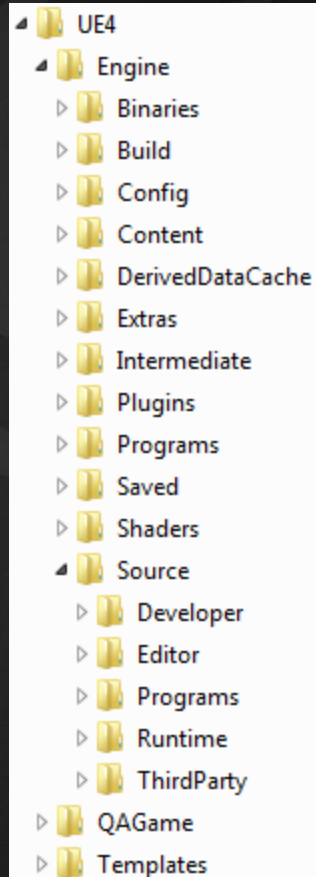 UE4
Engine
Binaries
Build
Config
Content
DerivedDataCache
Extras
Intermediate
Plugins
Programs
Saved
Shaders
Source
Developer
Editor
Programs
Runtime
ThirdParty
QAGame
Templates